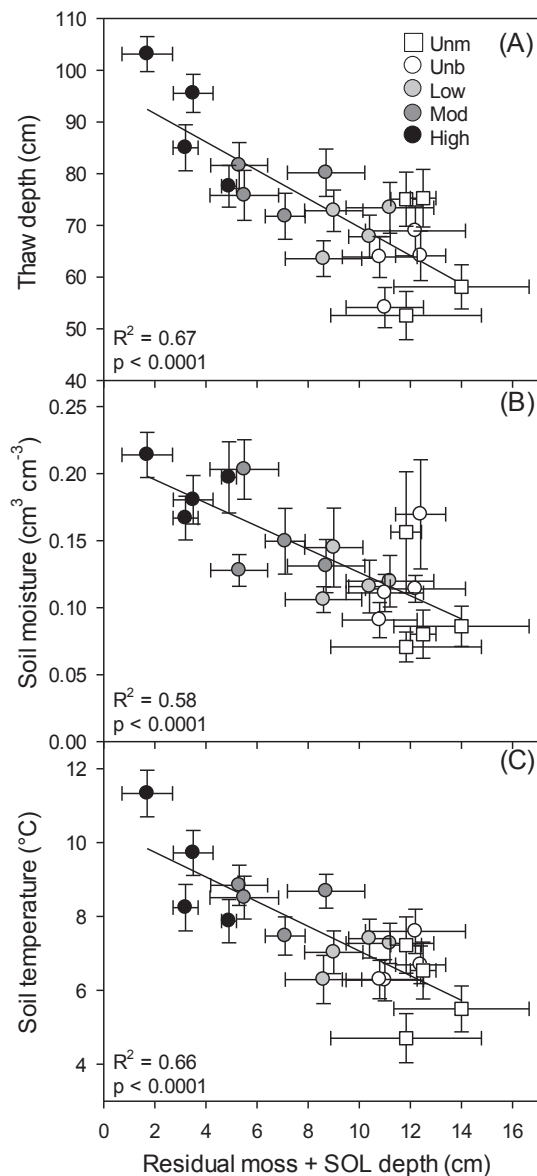 (A)
Unm
Unb
Low
Mod
High
110
100
90
80
70
60
50
40
Thaw depth (cm)
R² = 0.67
p < 0.0001
(B)
0.25
0.20
0.15
0.10
0.05
0.00
Soil moisture (cm³ cm⁻³)
R² = 0.58
p < 0.0001
(C)
12
10
8
6
4
Soil temperature (°C)
R² = 0.66
p < 0.0001
0 2 4 6 8 10 12 14 16
Residual moss + SOL depth (cm)